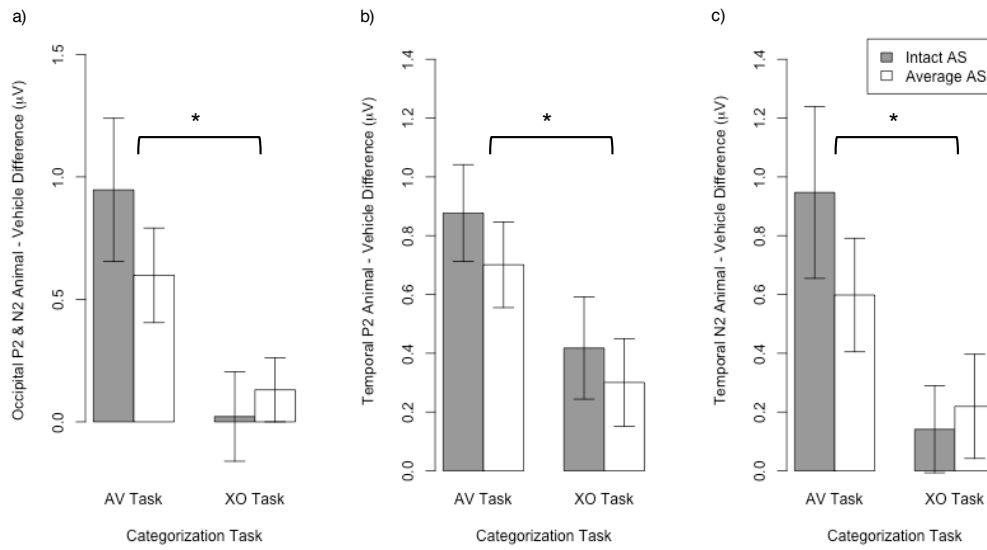 a)
Occipital P2 & N2 Animal - Vehicle Difference (μV)
1.5
1.0
0.5
0.0
*
AV Task
XO Task
Categorization Task
b)
Temporal P2 Animal - Vehicle Difference (μV)
1.4
1.2
1.0
0.8
0.6
0.4
0.2
0.0
*
AV Task
XO Task
Categorization Task
c)
Temporal N2 Animal - Vehicle Difference (μV)
1.4
1.2
1.0
0.8
0.6
0.4
0.2
0.0
Intact AS
Average AS
*
AV Task
XO Task
Categorization Task